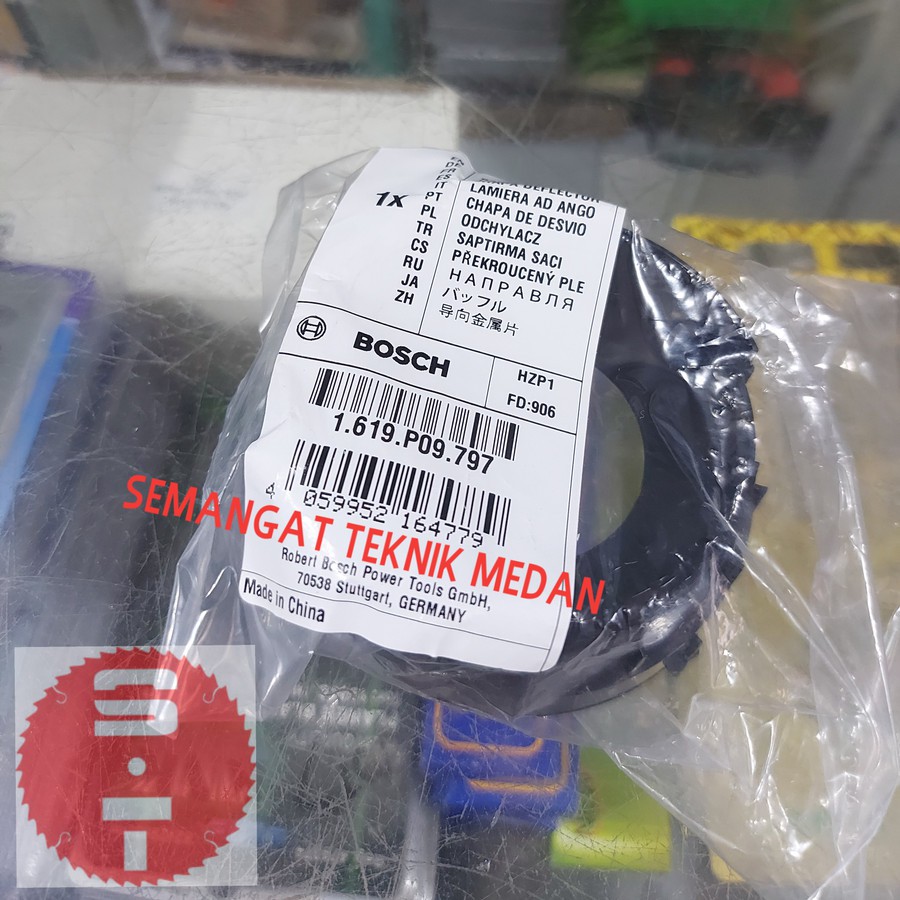 1x
IT
PT
PL
TR
CS
RU
JA
ZH
DEFLECTOR
LAMIERA AD ANGO
CHAPA DE DESVIO
ODCHYLACZ
SAPTIRMA SACI
PŘEKROUCENÝ PLE
НАПРАВЛЯ
バッフル
导向金属片
BOSCH
HZP1
FD:906
1.619.P09.797
4 059952 164779
SEMANGAT TEKNIK MEDAN
Robert Bosch Power Tools GmbH,
70538 Stuttgart, GERMANY
Made in China
S.T